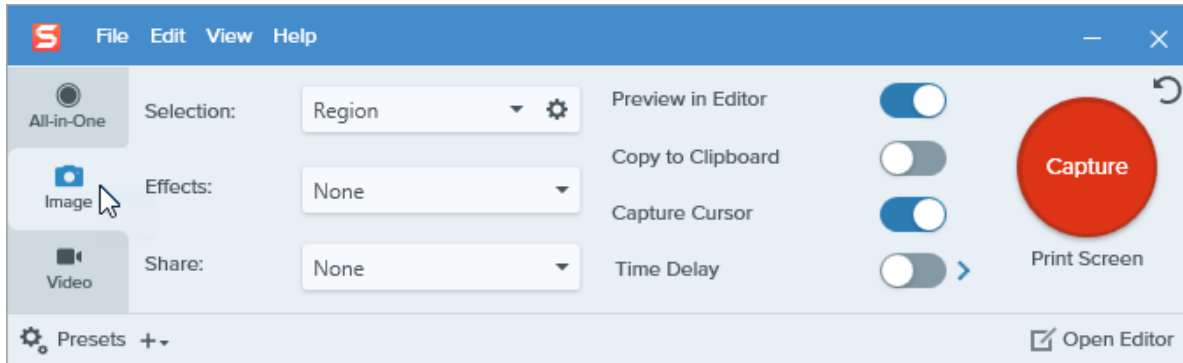 S File Edit View Help
All-in-One
Image
Video
Selection: Region
Effects: None
Share: None
Preview in Editor
Copy to Clipboard
Capture Cursor
Time Delay
Capture
Print Screen
Presets
Open Editor